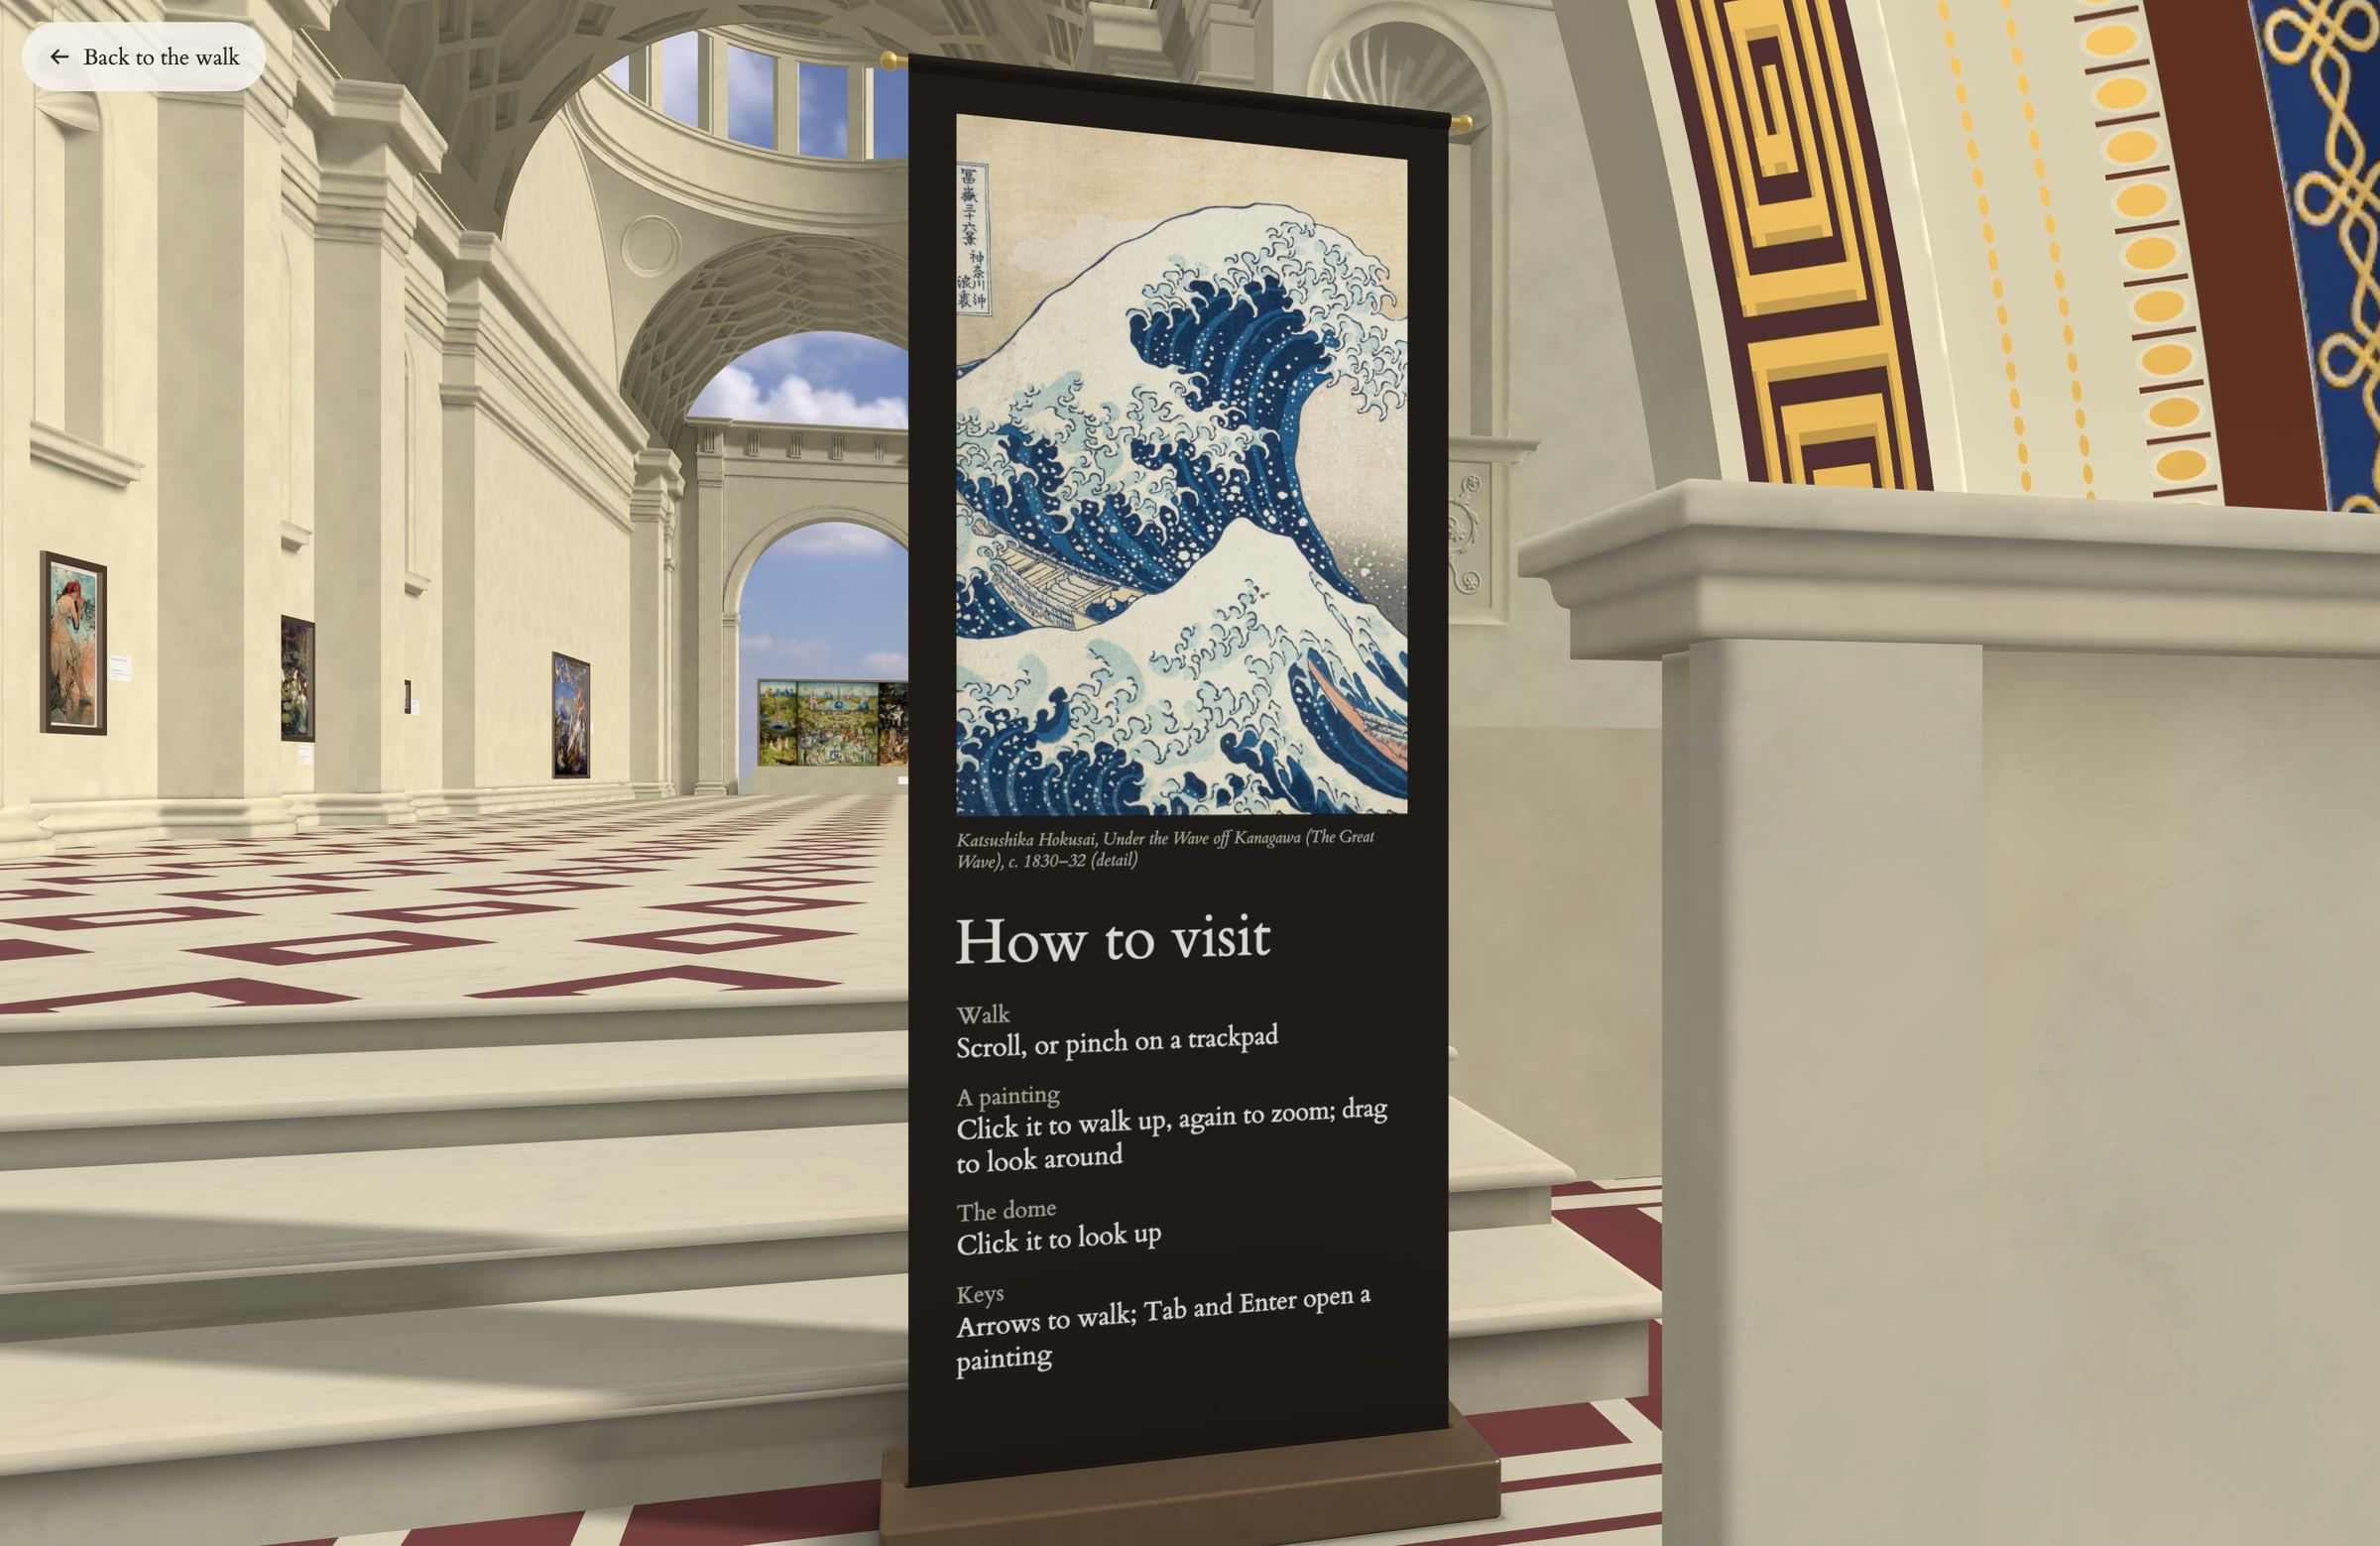 Back to the walk
冨嶽三十六景 神奈川沖
浪裏
Katsushika Hokusai, Under the Wave off Kanagawa (The Great
Wave), c. 1830–32 (detail)
How to visit
Walk
Scroll, or pinch on a trackpad
A painting
Click it to walk up, again to zoom; drag
to look around
The dome
Click it to look up
Keys
Arrows to walk; Tab and Enter open a
painting